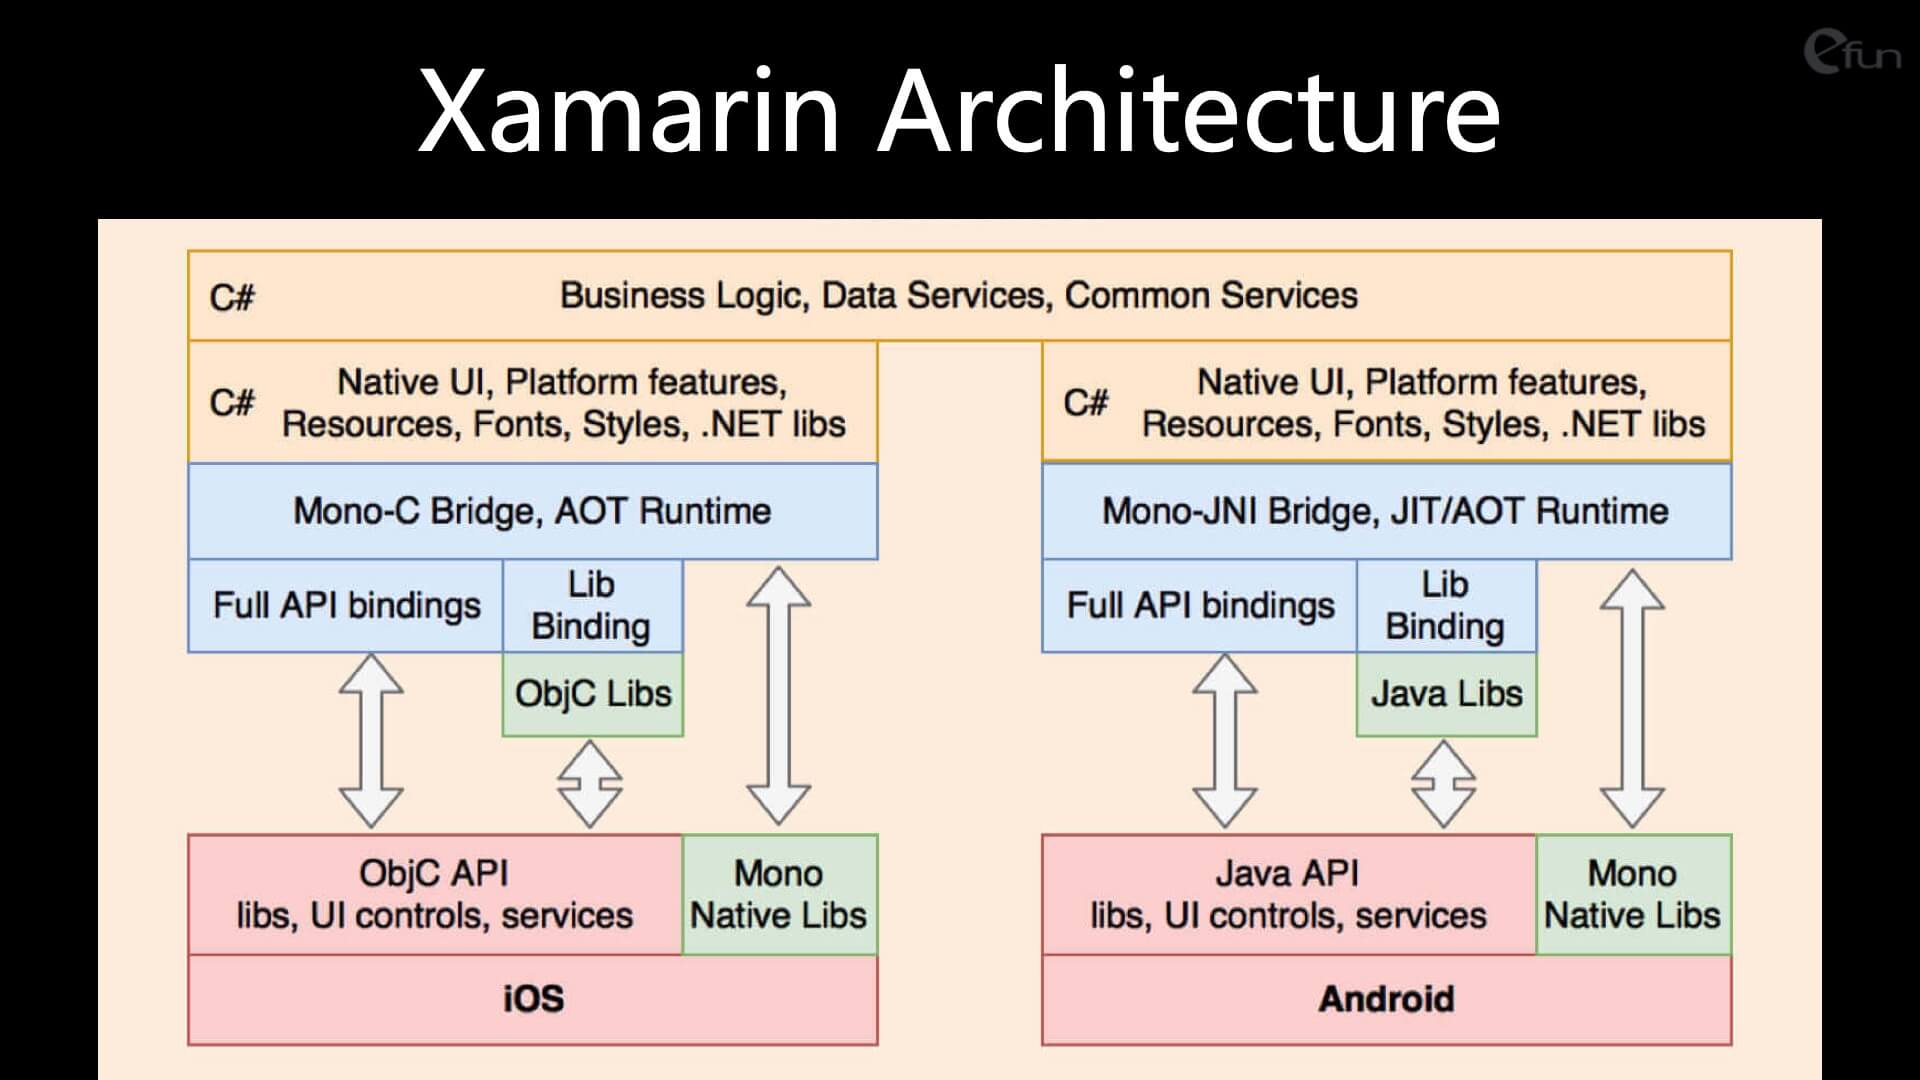 efun
Xamarin Architecture
C#
Business Logic, Data Services, Common Services
C#
Native UI, Platform features,
Resources, Fonts, Styles, .NET libs
Mono-C Bridge, AOT Runtime
Full API bindings
Lib
Binding
ObjC Libs
ObjC API
libs, UI controls, services
Mono
Native Libs
iOS
C#
Native UI, Platform features,
Resources, Fonts, Styles, .NET libs
Mono-JNI Bridge, JIT/AOT Runtime
Full API bindings
Lib
Binding
Java Libs
Java API
libs, UI controls, services
Mono
Native Libs
Android